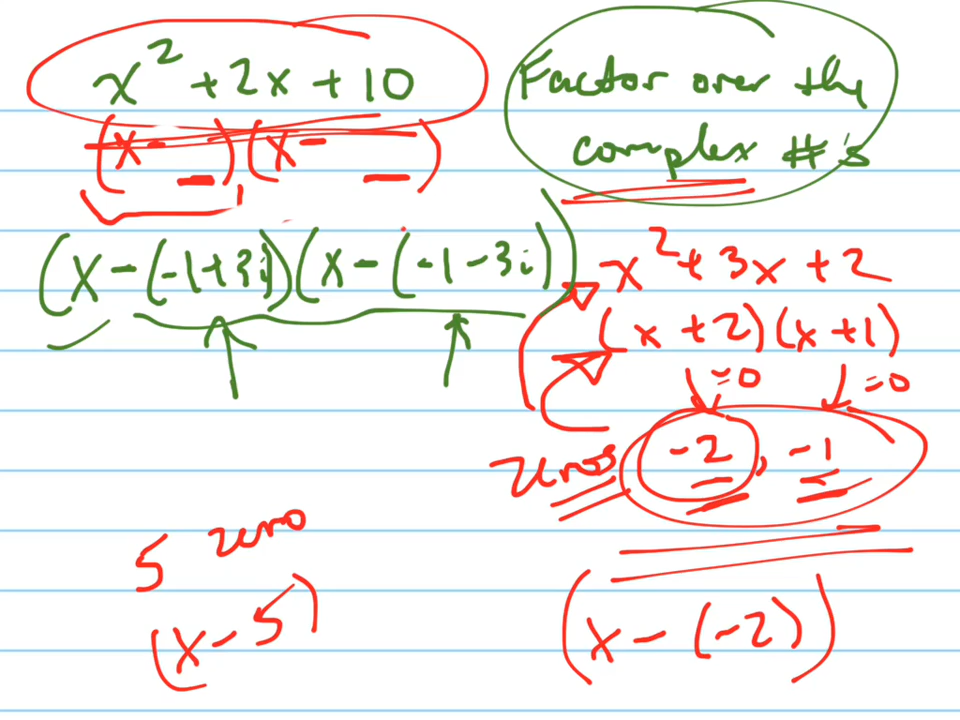 x² + 2x + 10
(x - _)(x - _)
(x - (-1+3i)(x - (-1-3i))
Factor over the
complex #'s
x² + 3x + 2
(x + 2)(x + 1)
=0 =0
zeros -2, -1
5 zero
(x - 5)
(x - (-2))